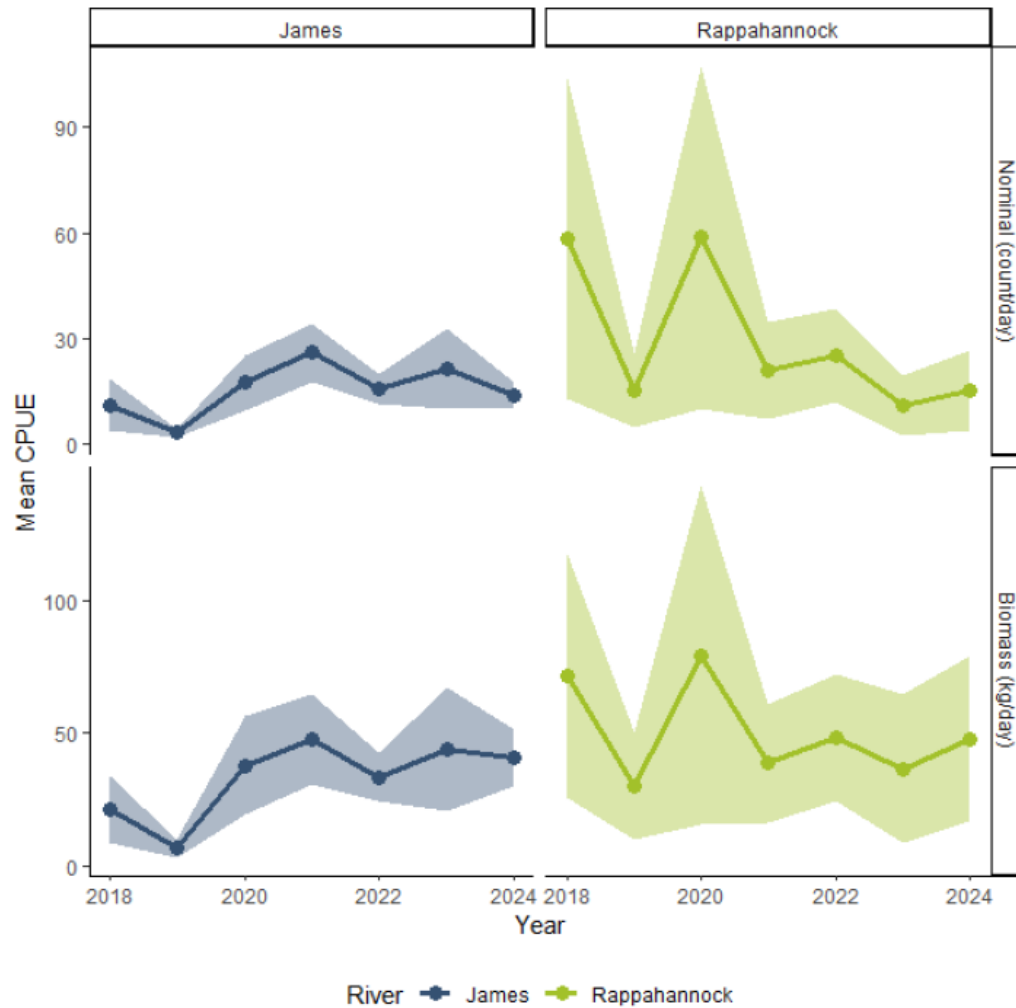 James
Rappahannock
90
60
30
0
Nominal (count/day)
Mean CPUE
100
50
0
Biomass (kg/day)
2018
2020
2022
2024
2018
2020
2022
2024
Year
River
James
Rappahannock